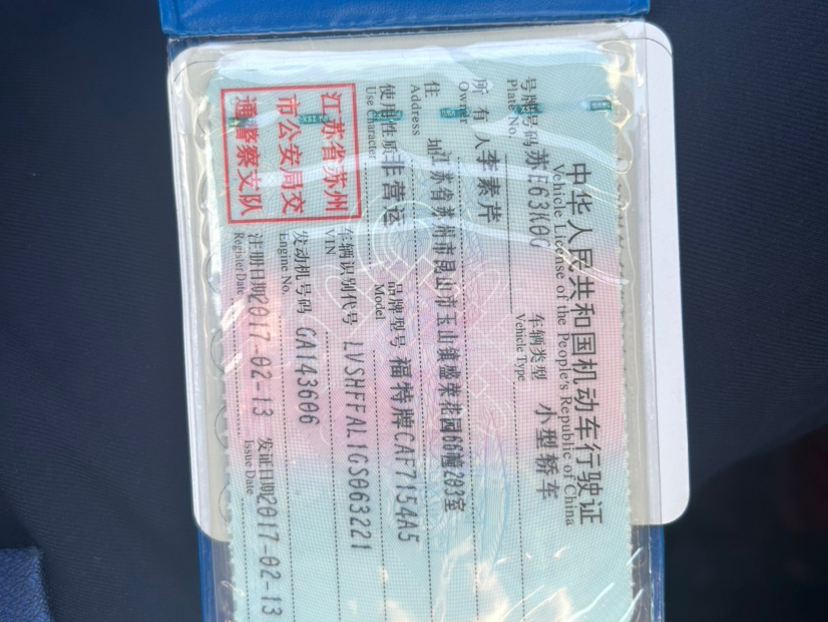 中华人民共和国机动车行驶证
Vehicle License of the People's Republic of China
号牌号码 苏E63K0G 车辆类型 小型轿车
Plate No. Vehicle Type
所有人 李素芹
Owner
住址 江苏省苏州市昆山市玉山镇盛荣花园66幢203室
Address
使用性质 非营运 品牌型号 福特牌CAF7154A5
Use Character Model
车辆识别代号 LVSHFFAL1GS063221
VIN
发动机号码 GA143606
Engine No.
注册日期 2017-02-13 发证日期 2017-02-13
Register Date Issue Date
江苏省苏州
市公安局交
通警察支队